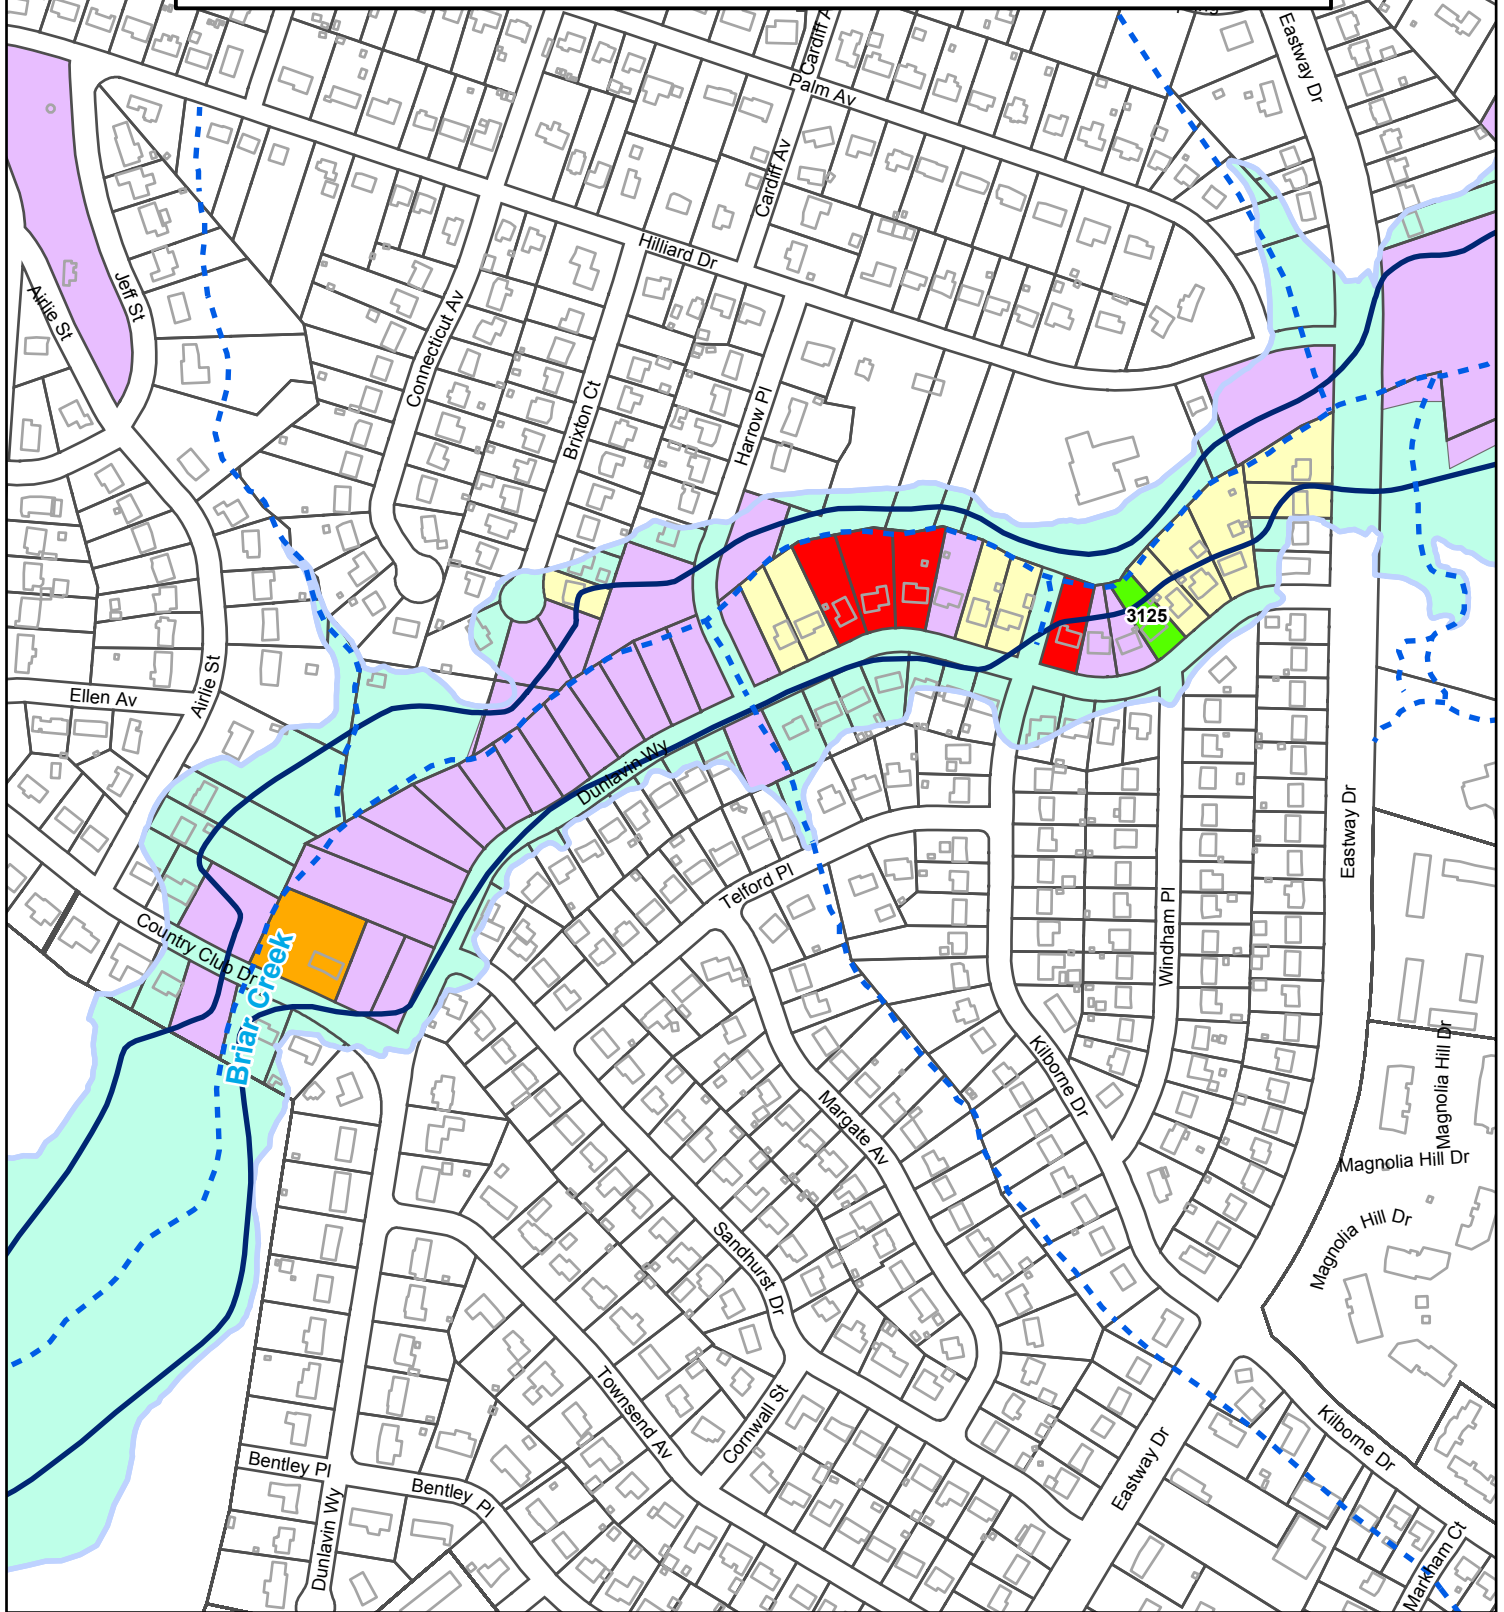 Cardiff A
Eastway Dr
Palm Av
Cardiff Av
Hilliard Dr
Jeff St
Airlie St
Connecticut Av
Brixton Ct
Harrow Pl
3125
Ellen Av
Airlie St
Dunlavin Wy
Eastway Dr
Telford Pl
Country Club Dr
Windham Pl
Briar Creek
Kilborne Dr
Magnolia Hill Dr
Margate Av
Magnolia Hill Dr
Magnolia Hill Dr
Sandhurst Dr
Townsend Av
Cornwall St
Kilborne Dr
Eastway Dr
Bentley Pl
Bentley Pl
Dunlavin Wy
Markham Ct